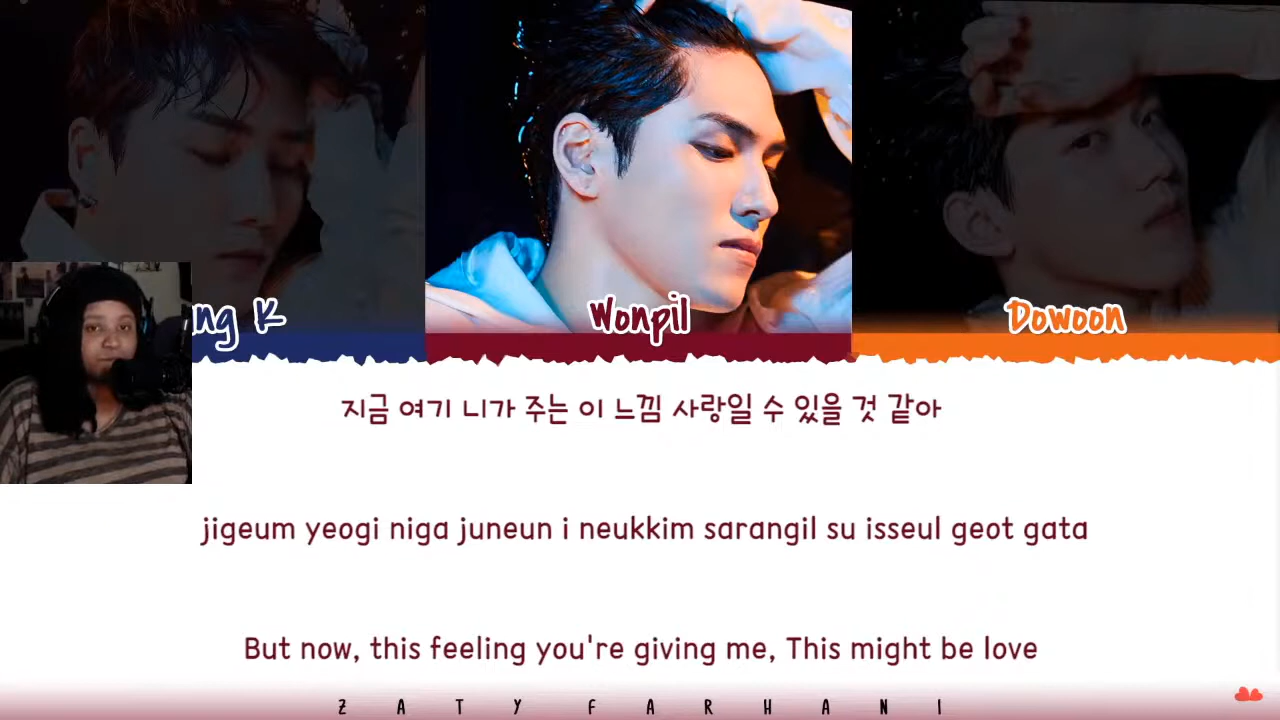 ng K
Wonpil
Dowoon
지금 여기 니가 주는 이 느낌 사랑일 수 있을 것 같아
jigeum yeogi niga juneun i neukkim sarangil su isseul geot gata
But now, this feeling you're giving me, This might be love
ZATY FARHANI